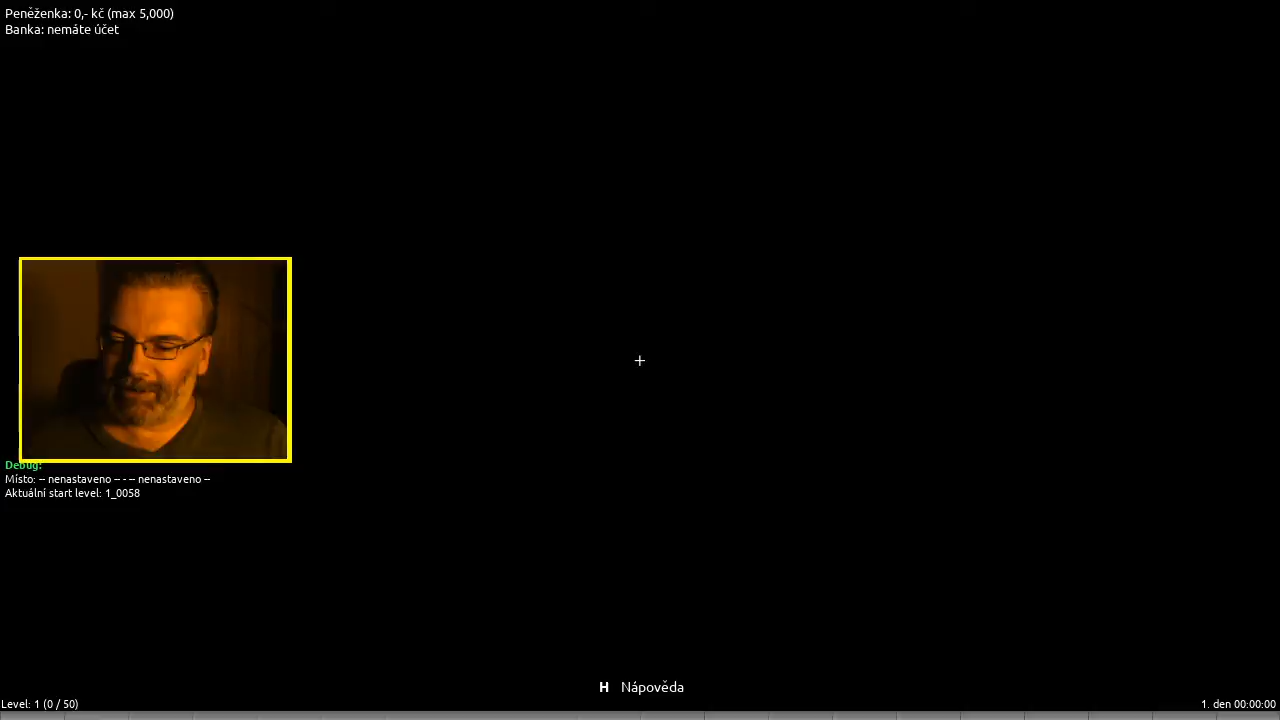 Peněženka: 0,- kč (max 5,000)
Banka: nemáte účet
Debug:
Místo: -- nenastaveno -- - -- nenastaveno --
Aktuální start level: 1_0058
H Nápověda
Level: 1 (0 / 50)
1. den 00:00:00